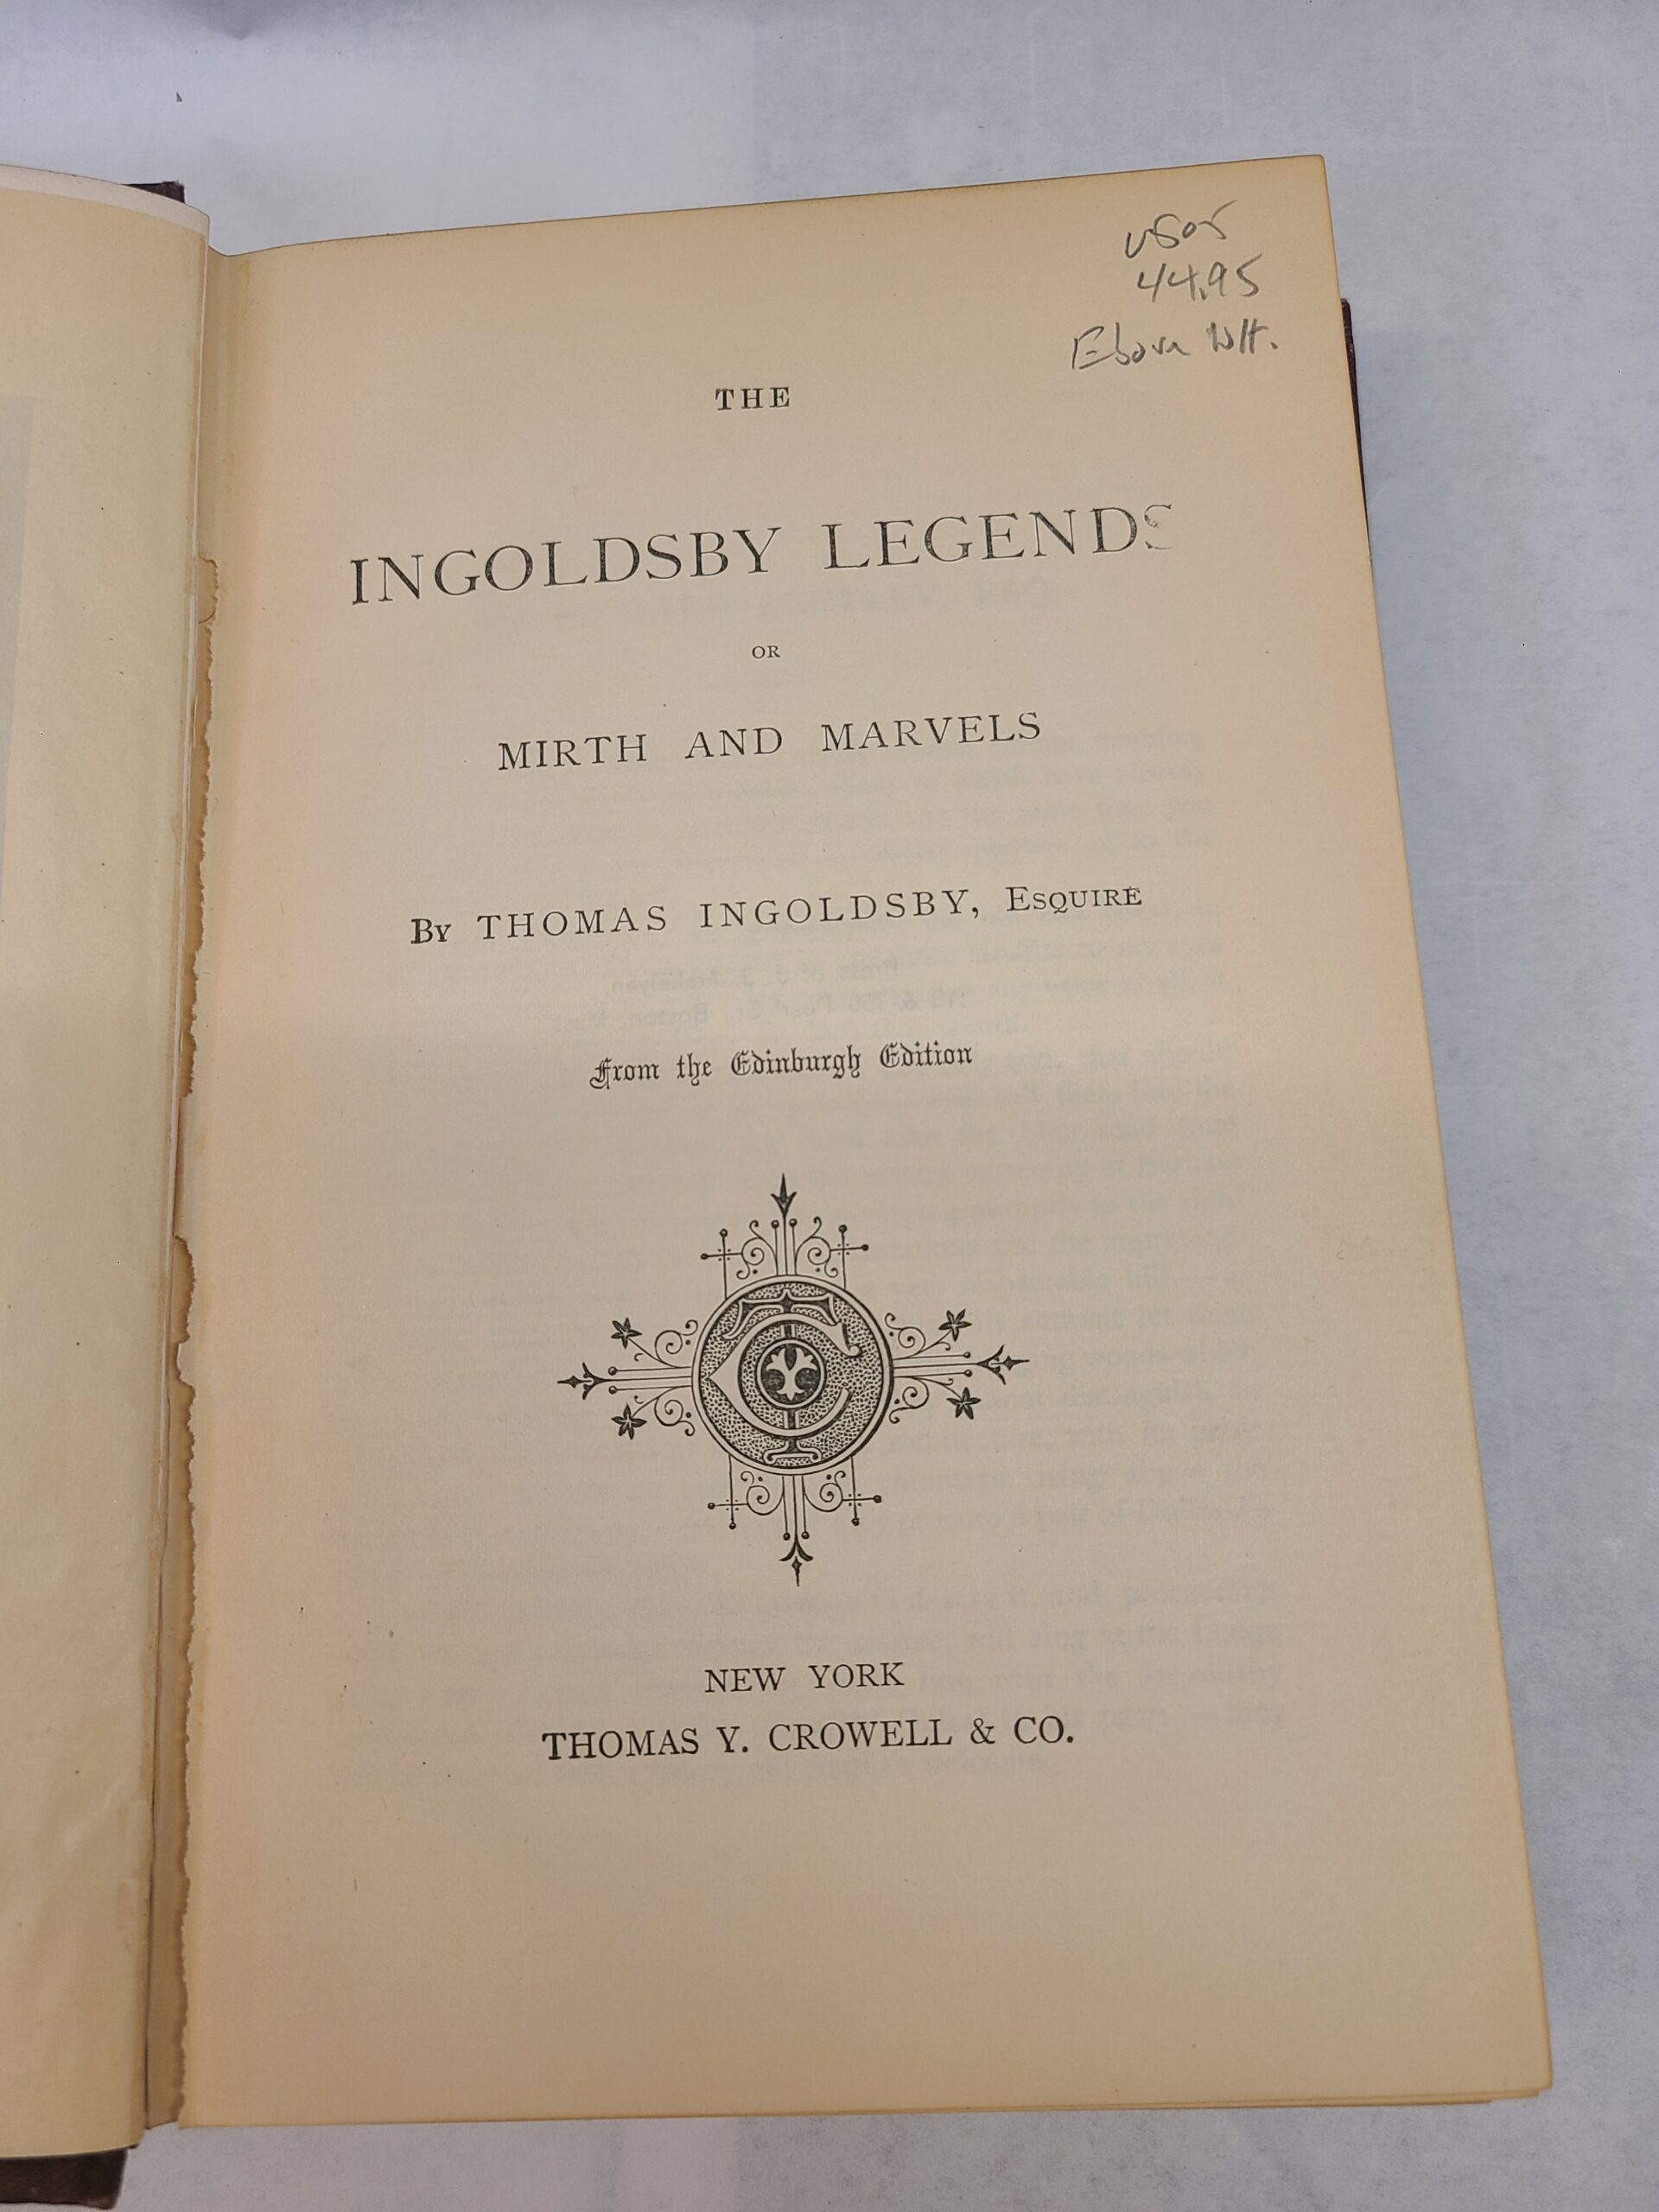 44.95
THE
INGOLDSBY LEGENDS
OR
MIRTH AND MARVELS
By THOMAS INGOLDSBY, Esquire
From the Edinburgh Edition
NEW YORK
THOMAS Y. CROWELL & CO.